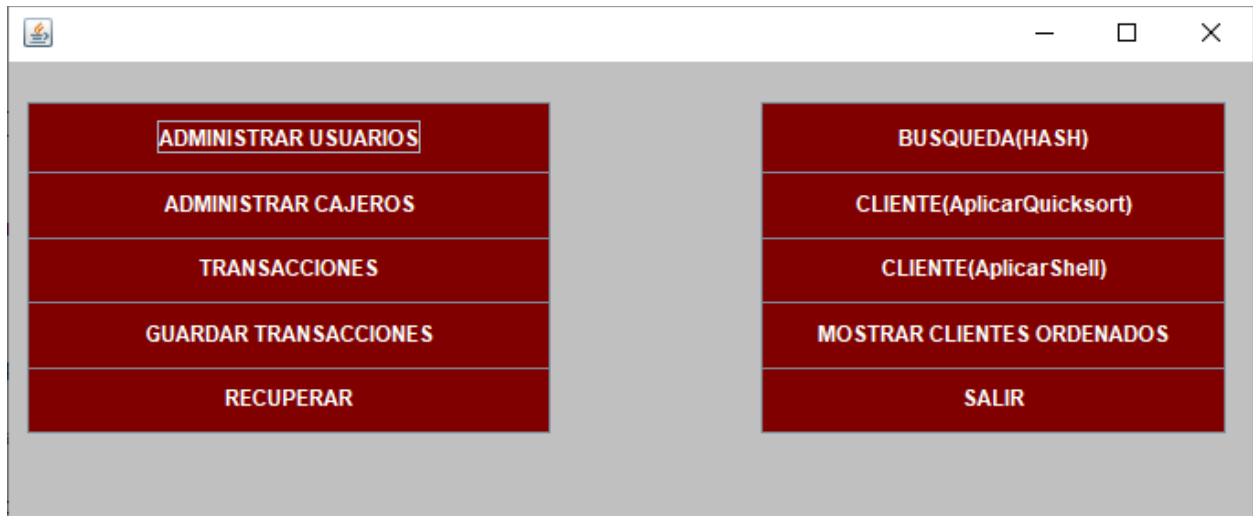 ADMINISTRAR USUARIOS
ADMINISTRAR CAJEROS
TRANSACCIONES
GUARDAR TRANSACCIONES
RECUPERAR
BUSQUEDA(HASH)
CLIENTE(AplicarQuicksort)
CLIENTE(AplicarShell)
MOSTRAR CLIENTES ORDENADOS
SALIR